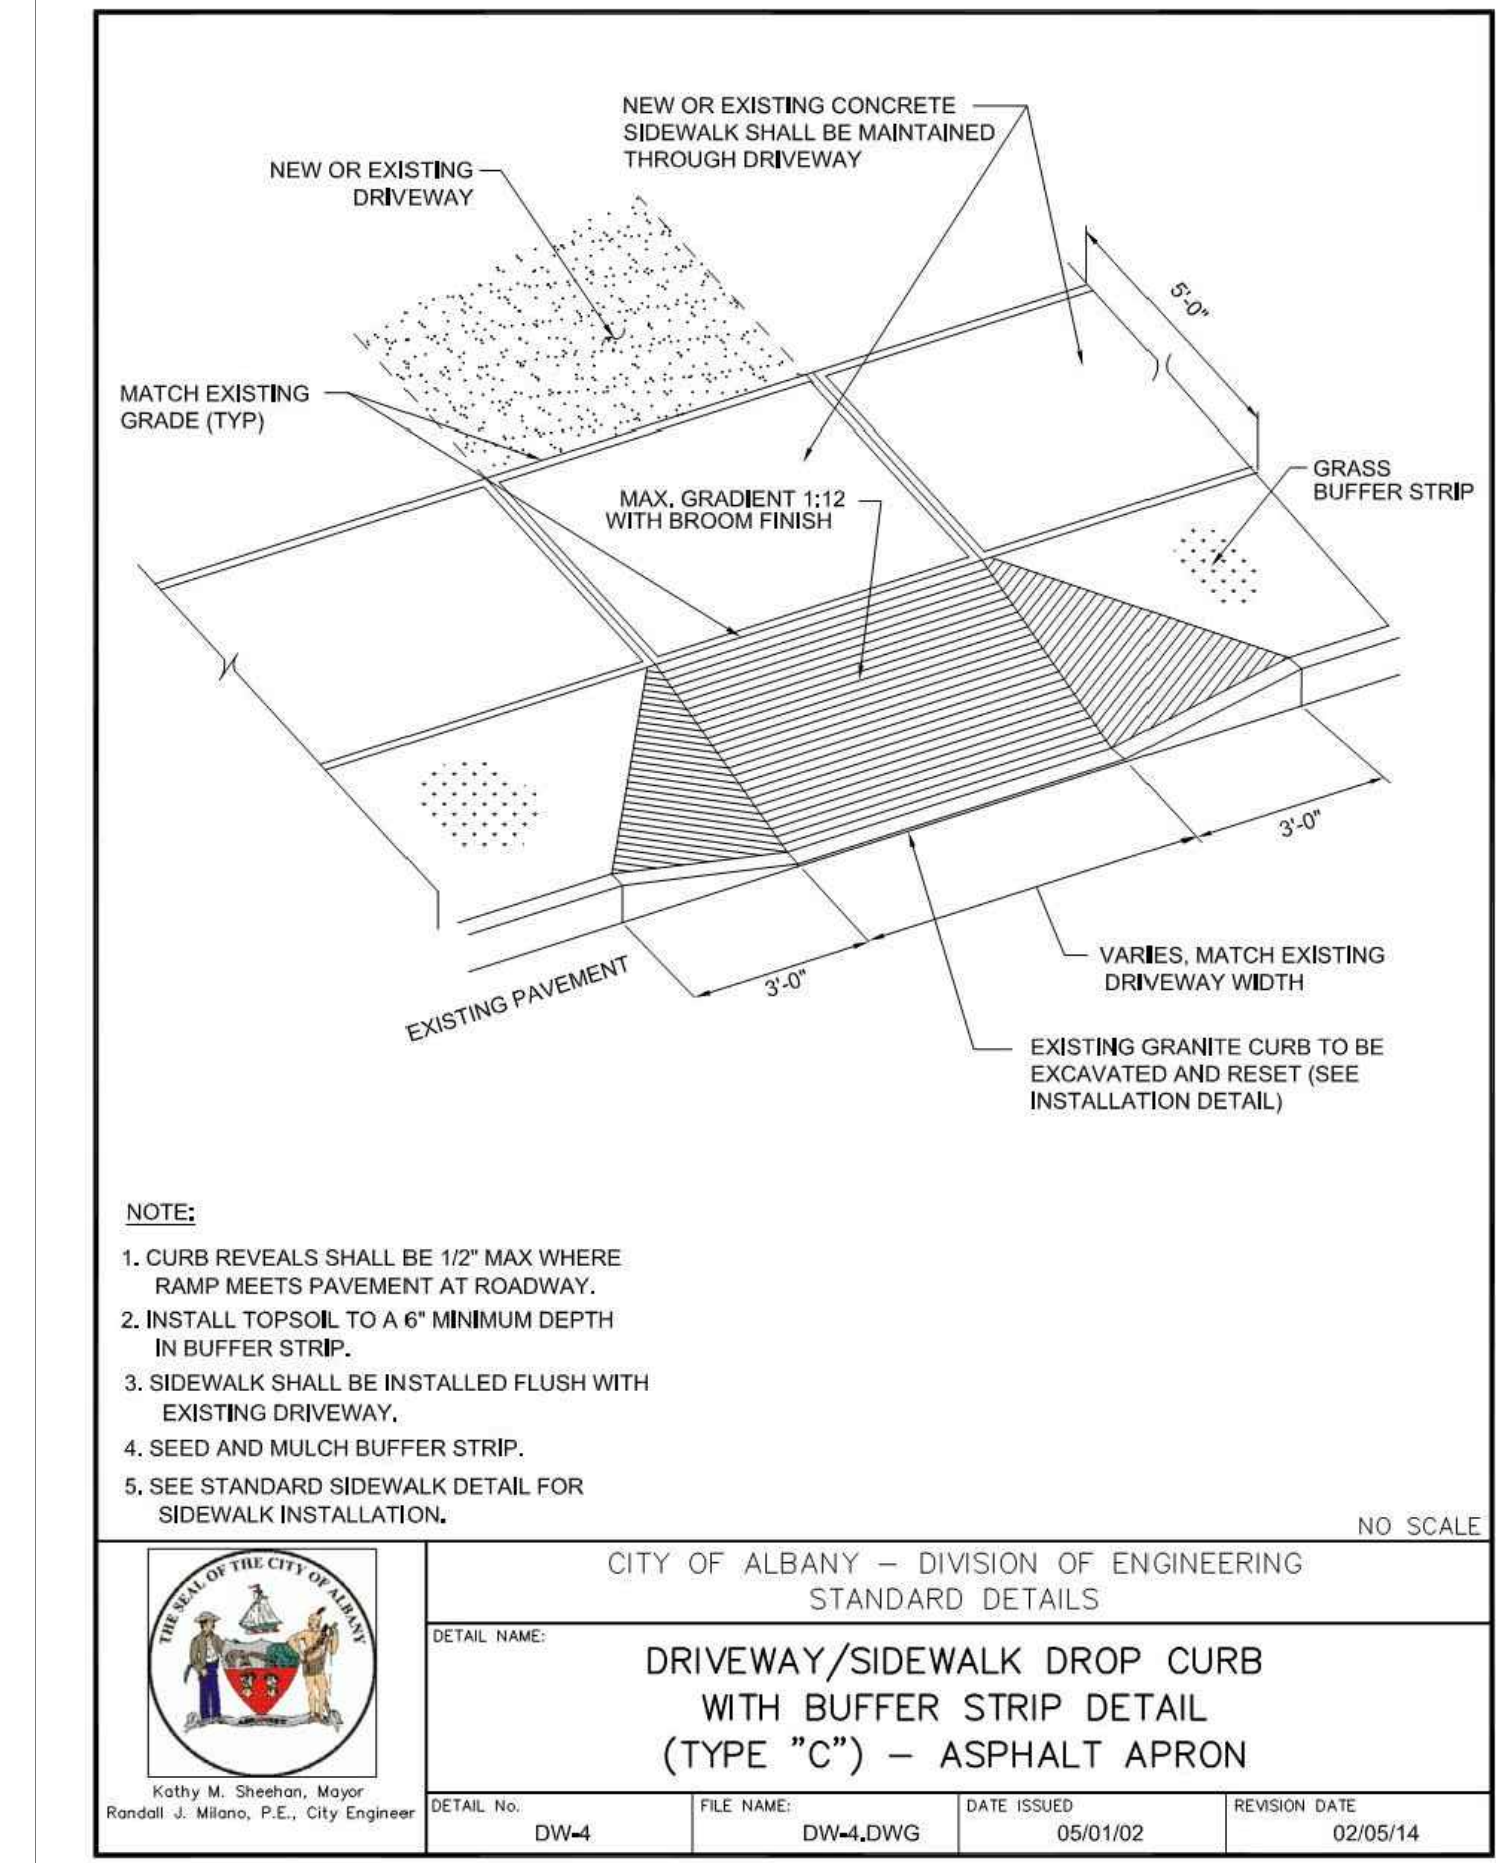 NEW OR EXISTING CONCRETE
SIDEWALK SHALL BE MAINTAINED
THROUGH DRIVEWAY
NEW OR EXISTING
DRIVEWAY
5'-0"
MATCH EXISTING
GRADE (TYP)
GRASS
BUFFER STRIP
MAX. GRADIENT 1:12
WITH BROOM FINISH
3'-0"
VARIES, MATCH EXISTING
DRIVEWAY WIDTH
3'-0"
EXISTING PAVEMENT
EXISTING GRANITE CURB TO BE
EXCAVATED AND RESET (SEE
INSTALLATION DETAIL)
NOTE:
1. CURB REVEALS SHALL BE 1/2" MAX WHERE
RAMP MEETS PAVEMENT AT ROADWAY.
2. INSTALL TOPSOIL TO A 6" MINIMUM DEPTH
IN BUFFER STRIP.
3. SIDEWALK SHALL BE INSTALLED FLUSH WITH
EXISTING DRIVEWAY.
4. SEED AND MULCH BUFFER STRIP.
5. SEE STANDARD SIDEWALK DETAIL FOR
SIDEWALK INSTALLATION.
NO SCALE
THE SEAL OF THE CITY OF ALBANY
Kathy M. Sheehan, Mayor
Randall J. Milano, P.E., City Engineer
CITY OF ALBANY – DIVISION OF ENGINEERING
STANDARD DETAILS
DETAIL NAME:
DRIVEWAY/SIDEWALK DROP CURB
WITH BUFFER STRIP DETAIL
(TYPE "C") – ASPHALT APRON
DETAIL No.
DW-4
FILE NAME:
DW-4.DWG
DATE ISSUED
05/01/02
REVISION DATE
02/05/14